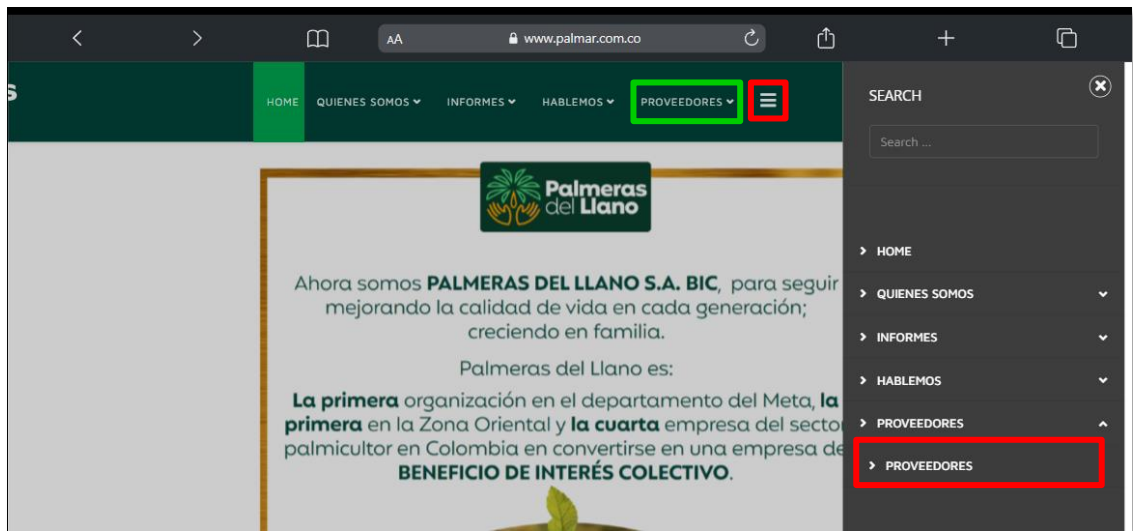 AA www.palmar.com.co
s
HOME QUIENES SOMOS INFORMES HABLEMOS PROVEEDORES
Palmeras
del Llano
Ahora somos PALMERAS DEL LLANO S.A. BIC, para seguir
mejorando la calidad de vida en cada generación;
creciendo en familia.
Palmeras del Llano es:
La primera organización en el departamento del Meta, la
primera en la Zona Oriental y la cuarta empresa del sector
palmicultor en Colombia en convertirse en una empresa de
BENEFICIO DE INTERÉS COLECTIVO.
SEARCH
Search ...
HOME
QUIENES SOMOS
INFORMES
HABLEMOS
PROVEEDORES
PROVEEDORES